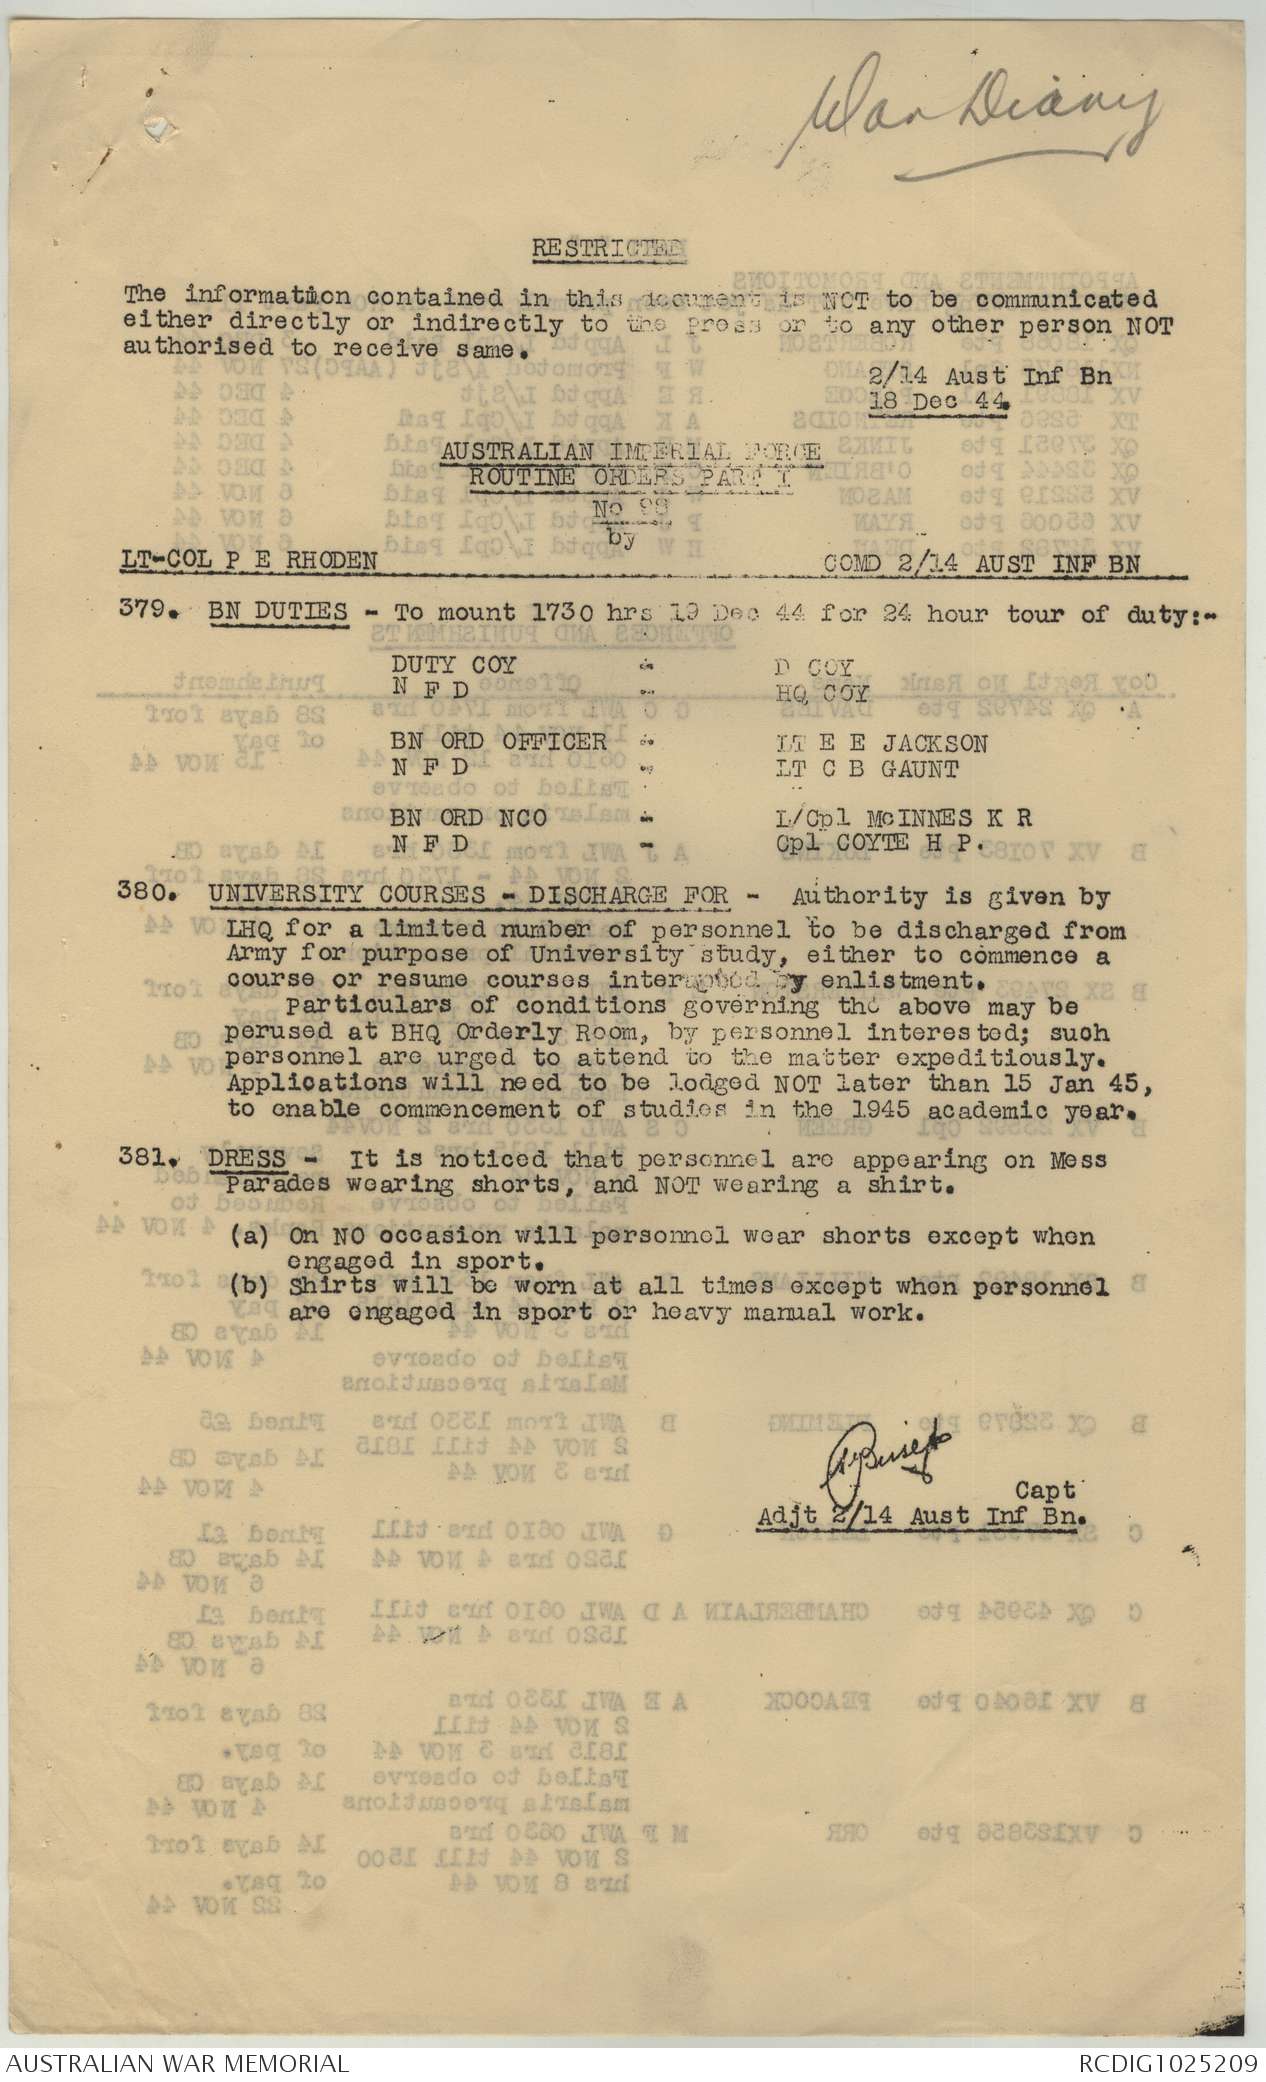 War Diary
RESTRICTED
The information contained in this document is NOT to be communicated
either directly or indirectly to the Press or to any other person NOT
authorised to receive same.
2/14 Aust Inf Bn
18 Dec 44.
AUSTRALIAN IMPERIAL FORCE
ROUTINE ORDERS PART I
No 98
by
LT-COL P E RHODEN COMD 2/14 AUST INF BN
379. BN DUTIES - To mount 1730 hrs 19 Dec 44 for 24 hour tour of duty:-
DUTY COY - D COY
N F D - HQ COY
BN ORD OFFICER - LT E E JACKSON
N F D - LT C B GAUNT
BN ORD NCO - L/Cpl McINNES K R
N F D - Cpl COYTE H P.
380. UNIVERSITY COURSES - DISCHARGE FOR - Authority is given by
LHQ for a limited number of personnel to be discharged from
Army for purpose of University study, either to commence a
course or resume courses interrupted by enlistment.
Particulars of conditions governing the above may be
perused at BHQ Orderly Room, by personnel interested; such
personnel are urged to attend to the matter expeditiously.
Applications will need to be lodged NOT later than 15 Jan 45,
to enable commencement of studies in the 1945 academic year.
381. DRESS - It is noticed that personnel are appearing on Mess
Parades wearing shorts, and NOT wearing a shirt.
(a) On NO occasion will personnel wear shorts except when
engaged in sport.
(b) Shirts will be worn at all times except when personnel
are engaged in sport or heavy manual work.
Capt
Adjt 2/14 Aust Inf Bn.
AUSTRALIAN WAR MEMORIAL RCDIG1025209